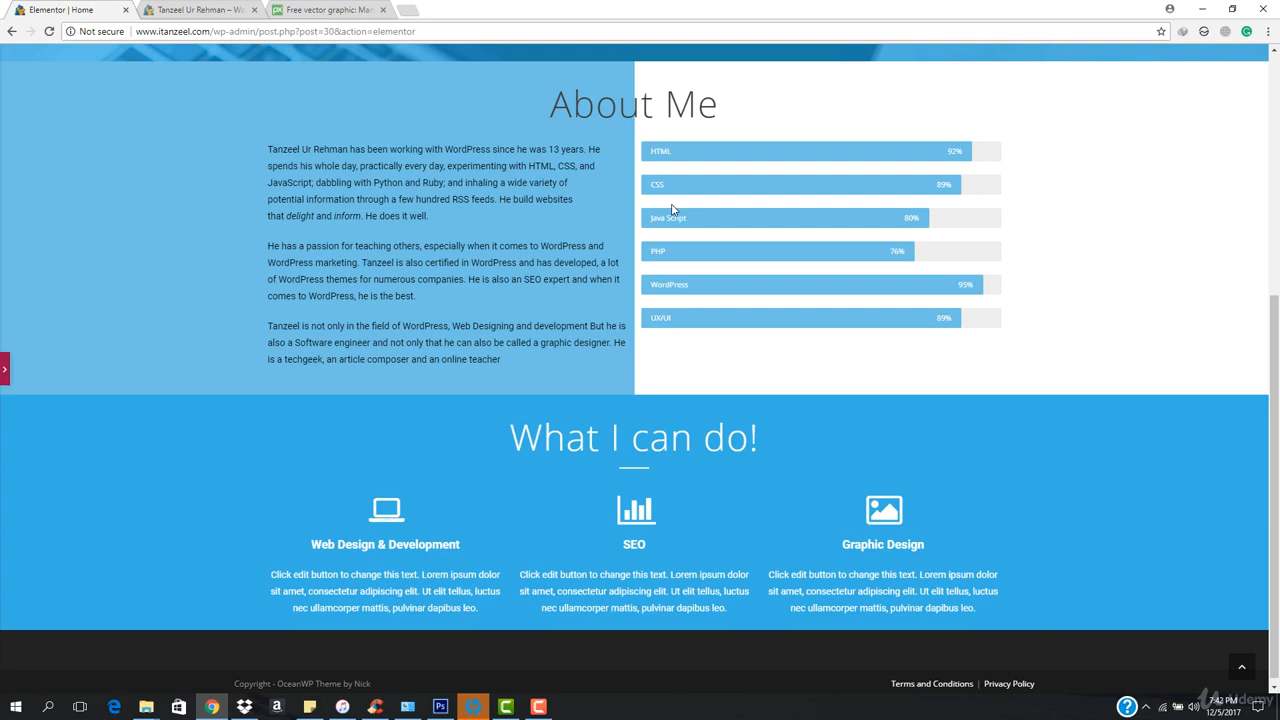 Elementor | Home
Tanzeel Ur Rehman – Wo
Free vector graphic: Man
Not secure
www.itanzeel.com/wp-admin/post.php?post=30&action=elementor
About Me
Tanzeel Ur Rehman has been working with WordPress since he was 13 years. He
spends his whole day, practically every day, experimenting with HTML, CSS, and
JavaScript; dabbling with Python and Ruby; and inhaling a wide variety of
potential information through a few hundred RSS feeds. He build websites
that delight and inform. He does it well.
He has a passion for teaching others, especially when it comes to WordPress and
WordPress marketing. Tanzeel is also certified in WordPress and has developed, a lot
of WordPress themes for numerous companies. He is also an SEO expert and when it
comes to WordPress, he is the best.
Tanzeel is not only in the field of WordPress, Web Designing and development But he is
also a Software engineer and not only that he can also be called a graphic designer. He
is a techgeek, an article composer and an online teacher
HTML 92%
CSS 89%
Java Script 80%
PHP 76%
WordPress 95%
UX/UI 89%
What I can do!
Web Design & Development
Click edit button to change this text. Lorem ipsum dolor
sit amet, consectetur adipiscing elit. Ut elit tellus, luctus
nec ullamcorper mattis, pulvinar dapibus leo.
SEO
Click edit button to change this text. Lorem ipsum dolor
sit amet, consectetur adipiscing elit. Ut elit tellus, luctus
nec ullamcorper mattis, pulvinar dapibus leo.
Graphic Design
Click edit button to change this text. Lorem ipsum dolor
sit amet, consectetur adipiscing elit. Ut elit tellus, luctus
nec ullamcorper mattis, pulvinar dapibus leo.
Copyright - OceanWP Theme by Nick
Terms and Conditions | Privacy Policy
Udemy
7:42 PM
12/5/2017